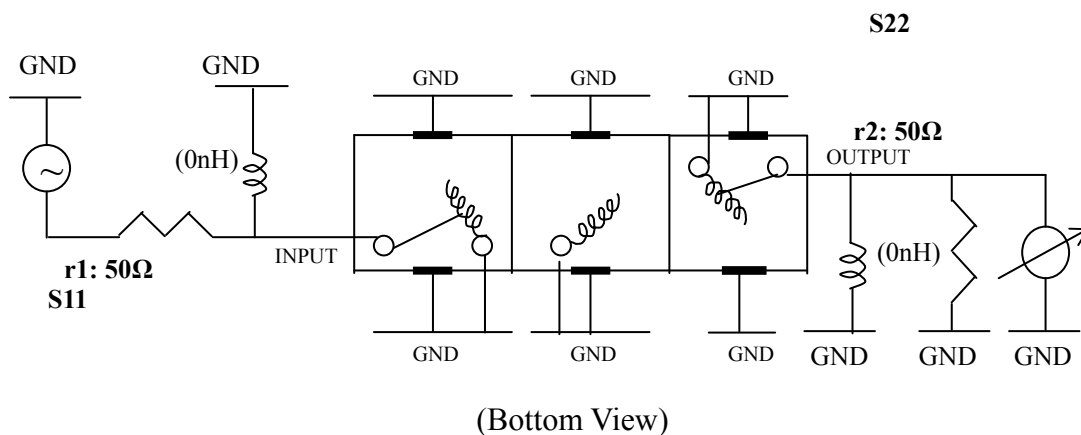 S22
GND
GND
GND
GND
GND
r2: 50Ω
OUTPUT
(0nH)
(0nH)
INPUT
r1: 50Ω
S11
GND
GND
GND
GND
GND
GND
(Bottom View)